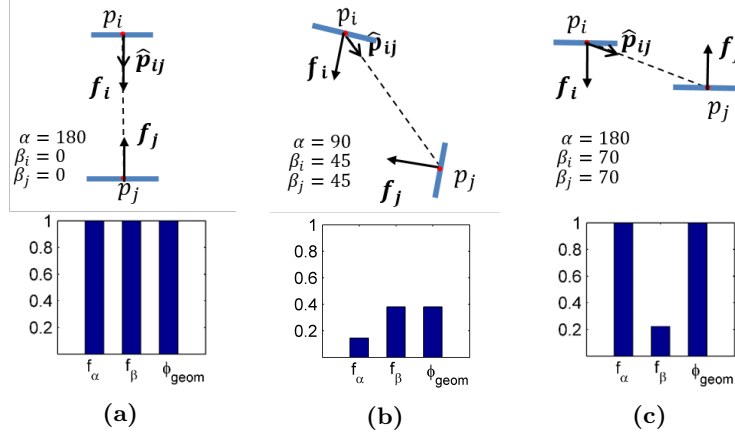 p_i
p̂_ij
f_i
f_j
α = 180
β_i = 0
β_j = 0
p_j
1
0.8
0.6
0.4
0.2
f_α f_β ϕ_geom
(a)
p_i
p̂_ij
f_i
α = 90
β_i = 45
β_j = 45
p_j
f_j
1
0.8
0.6
0.4
0.2
f_α f_β ϕ_geom
(b)
p_i
p̂_ij
f_i
p_j
α = 180
β_i = 70
β_j = 70
1
0.8
0.6
0.4
0.2
f_α f_β ϕ_geom
(c)